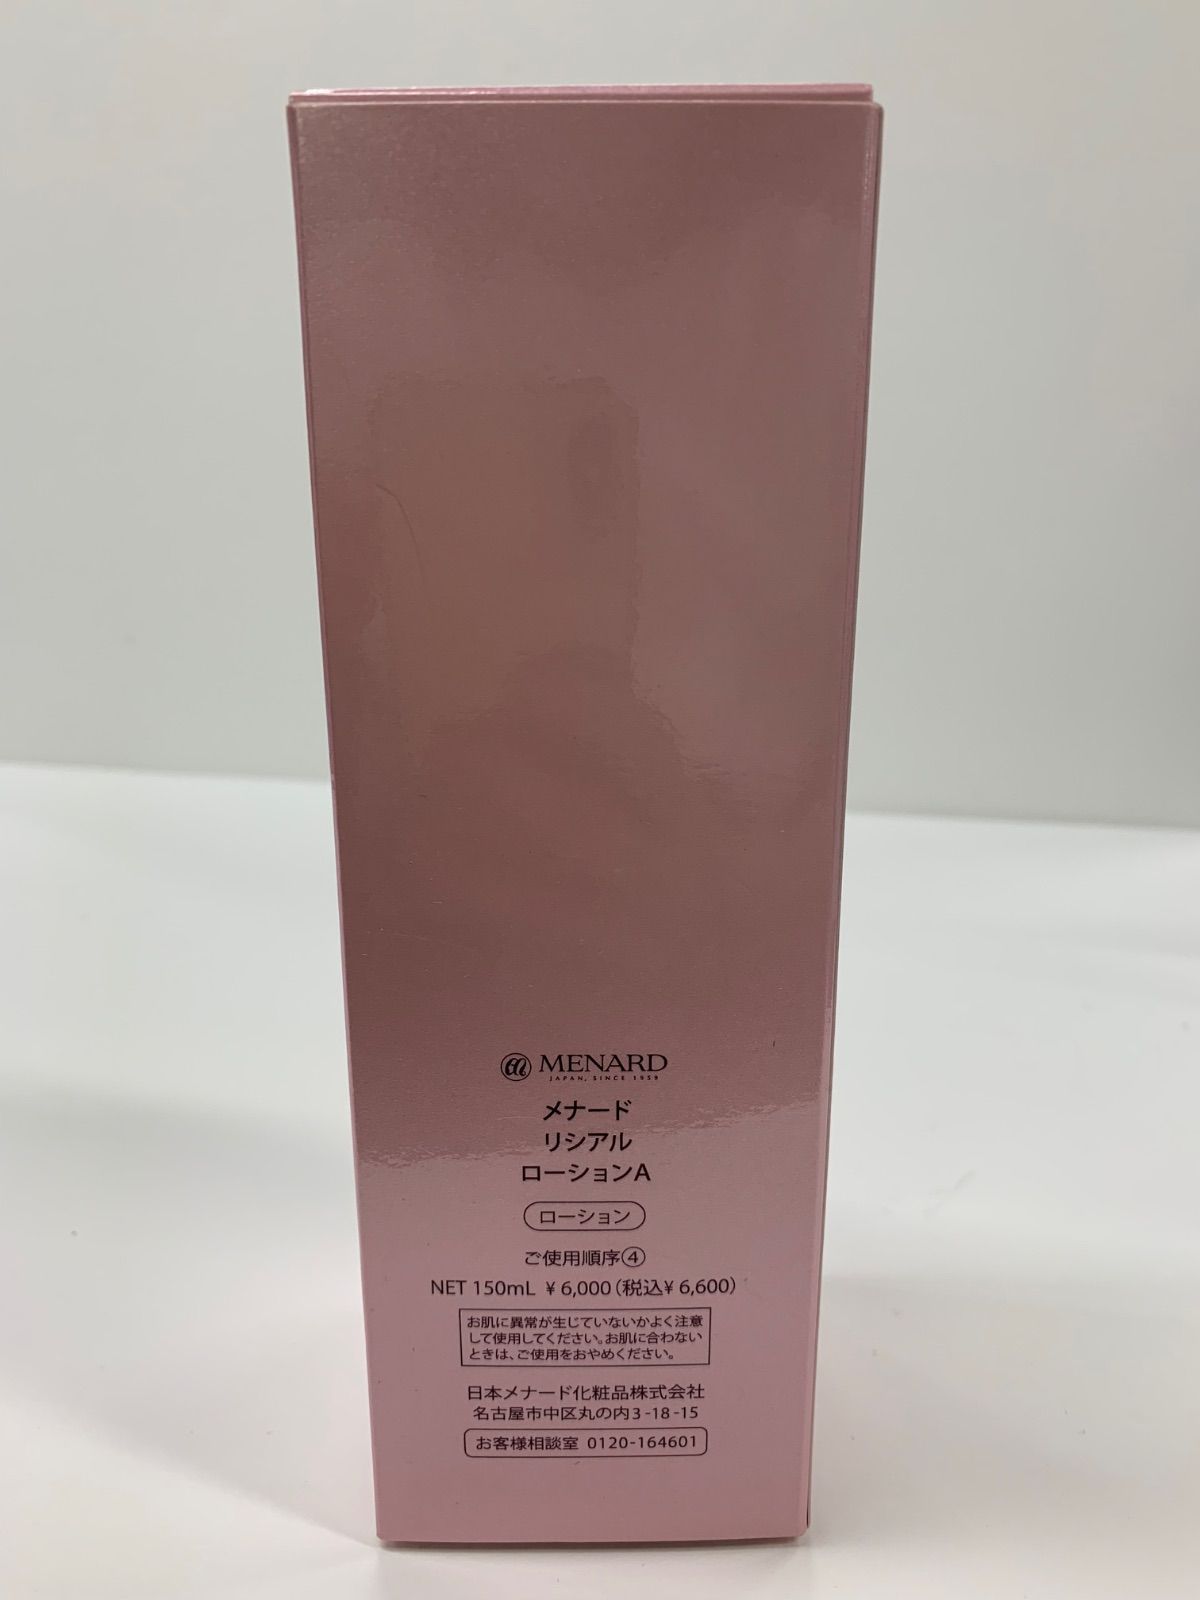 MENARD
JAPAN, SINCE 1959
メナード
リシアル
ローションA
ローション
ご使用順序④
NET 150mL ¥6,000(税込¥6,600)
お肌に異常が生じていないかよく注意
して使用してください。お肌に合わない
ときは、ご使用をおやめください。
日本メナード化粧品株式会社
名古屋市中区丸の内3-18-15
お客様相談室 0120-164601